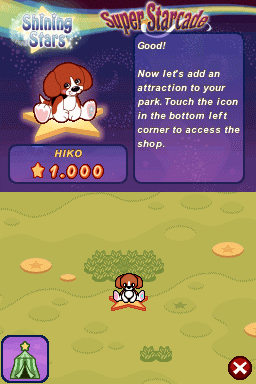 Shining Stars
Super Starcade
Good!
Now let's add an
attraction to your
park. Touch the icon
in the bottom left
corner to access the
shop.
HIKO
1.000